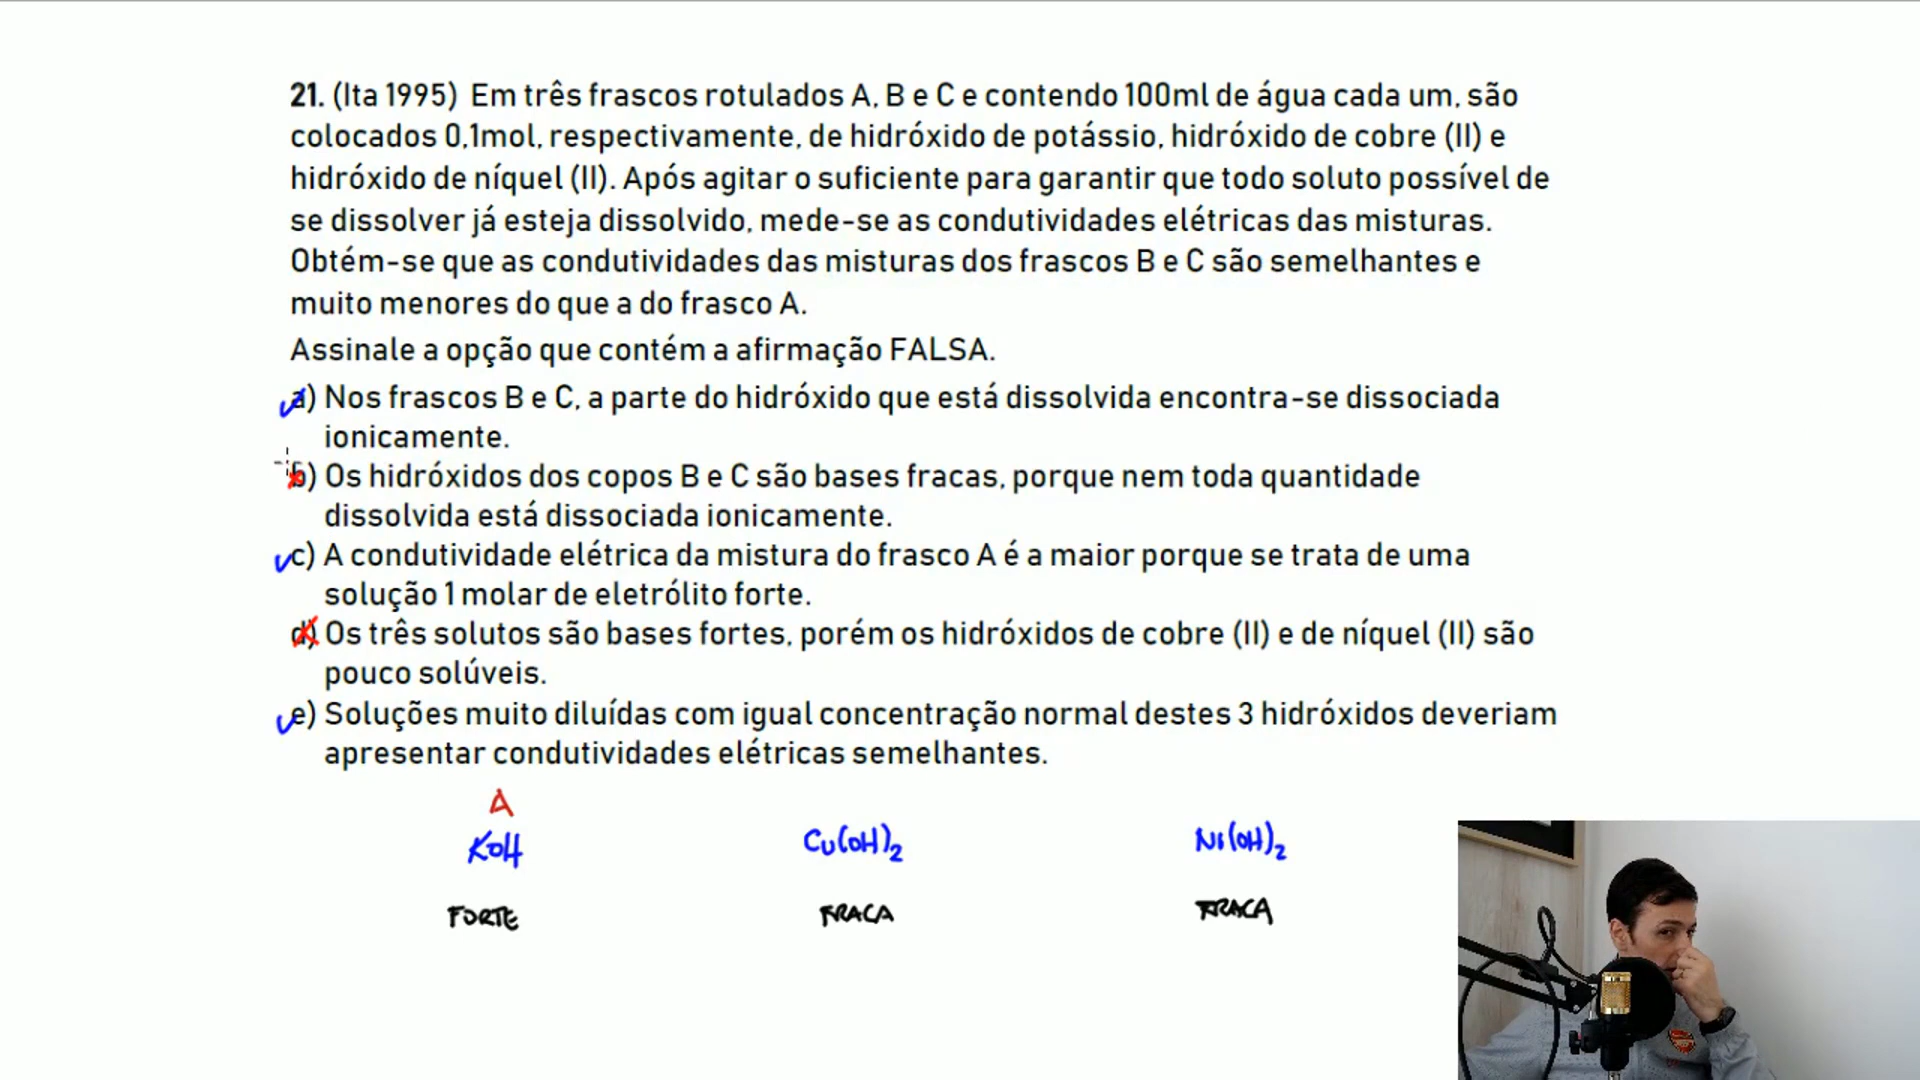 21. (Ita 1995) Em três frascos rotulados A, B e C e contendo 100ml de água cada um, são
colocados 0,1mol, respectivamente, de hidróxido de potássio, hidróxido de cobre (II) e
hidróxido de níquel (II). Após agitar o suficiente para garantir que todo soluto possível de
se dissolver já esteja dissolvido, mede-se as condutividades elétricas das misturas.
Obtém-se que as condutividades das misturas dos frascos B e C são semelhantes e
muito menores do que a do frasco A.
Assinale a opção que contém a afirmação FALSA.
a) Nos frascos B e C, a parte do hidróxido que está dissolvida encontra-se dissociada
ionicamente.
b) Os hidróxidos dos copos B e C são bases fracas, porque nem toda quantidade
dissolvida está dissociada ionicamente.
c) A condutividade elétrica da mistura do frasco A é a maior porque se trata de uma
solução 1 molar de eletrólito forte.
d) Os três solutos são bases fortes, porém os hidróxidos de cobre (II) e de níquel (II) são
pouco solúveis.
e) Soluções muito diluídas com igual concentração normal destes 3 hidróxidos deveriam
apresentar condutividades elétricas semelhantes.
A
KOH Cu(OH)2 Ni(OH)2
FORTE FRACA FRACA